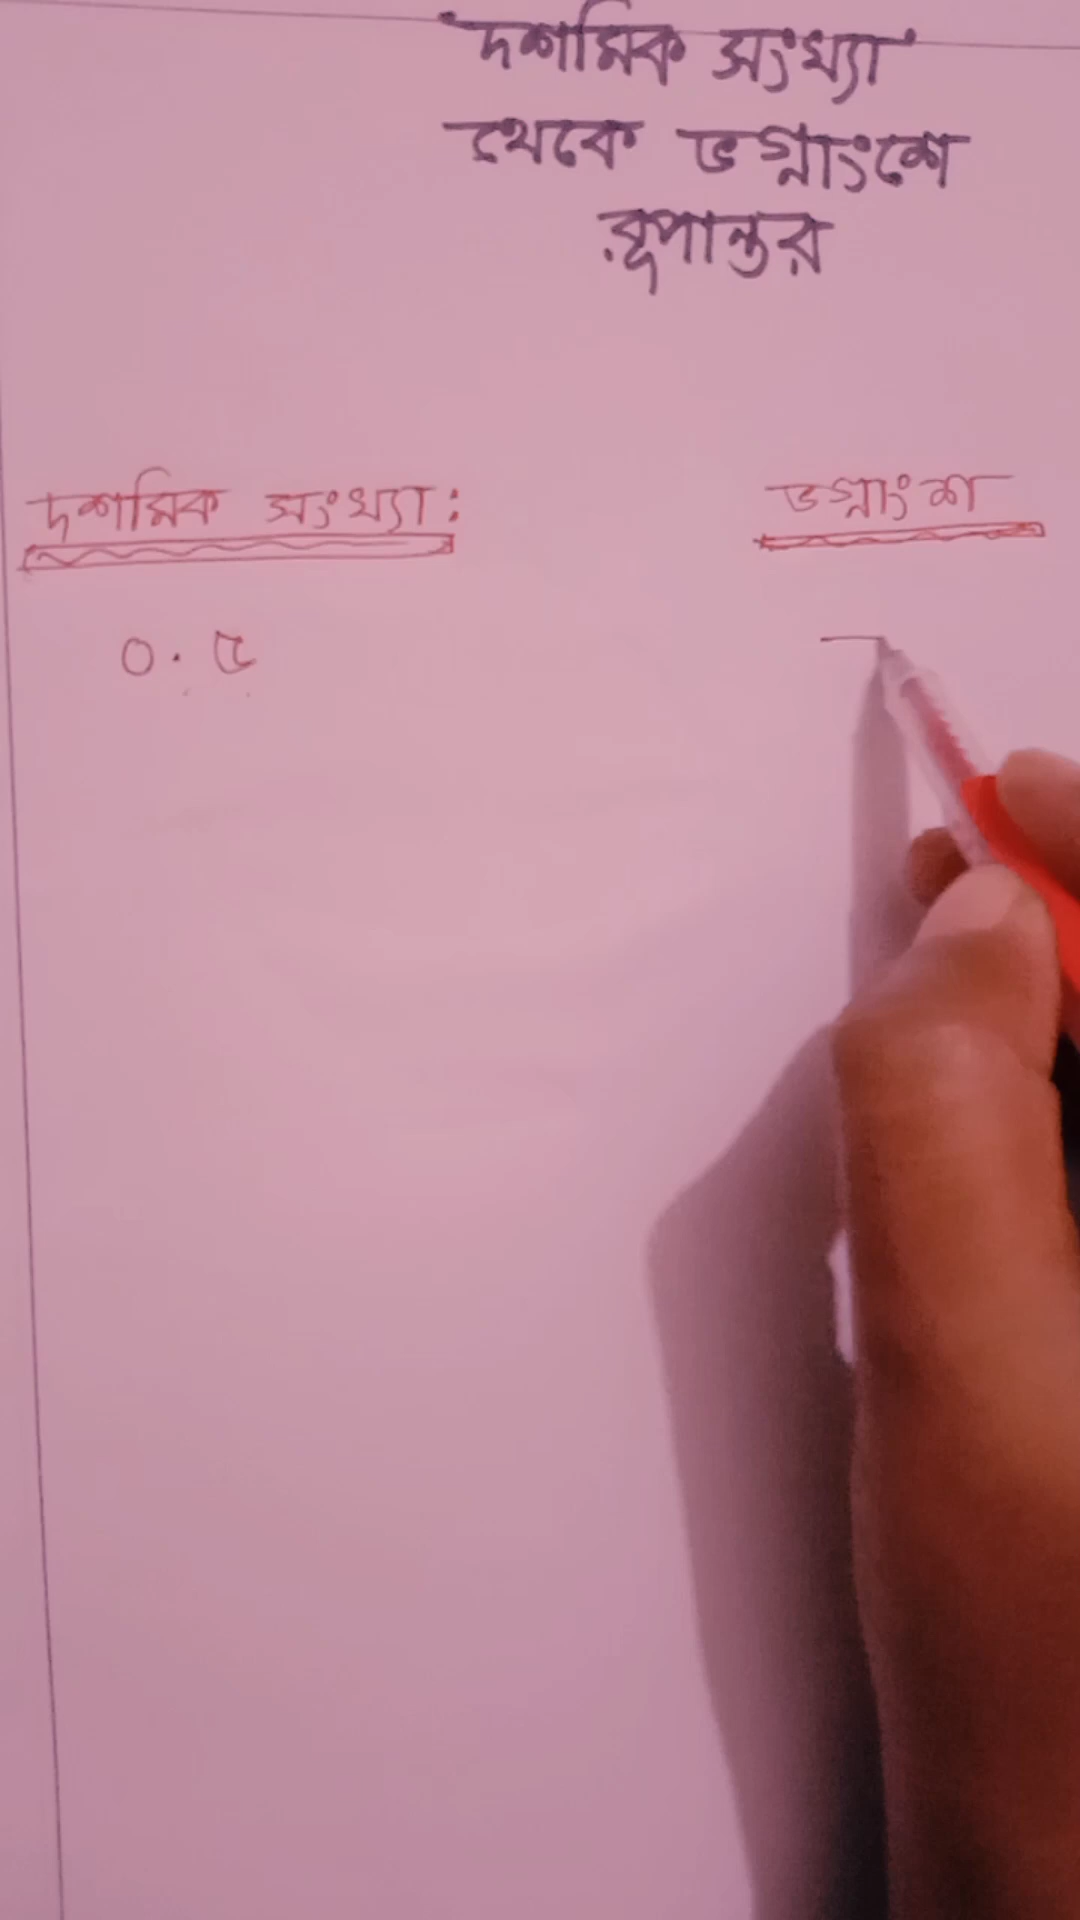 দশমিক সংখ্যা
থেকে ভগ্নাংশে
রূপান্তর
দশমিক সংখ্যা: ভগ্নাংশ
০.৫